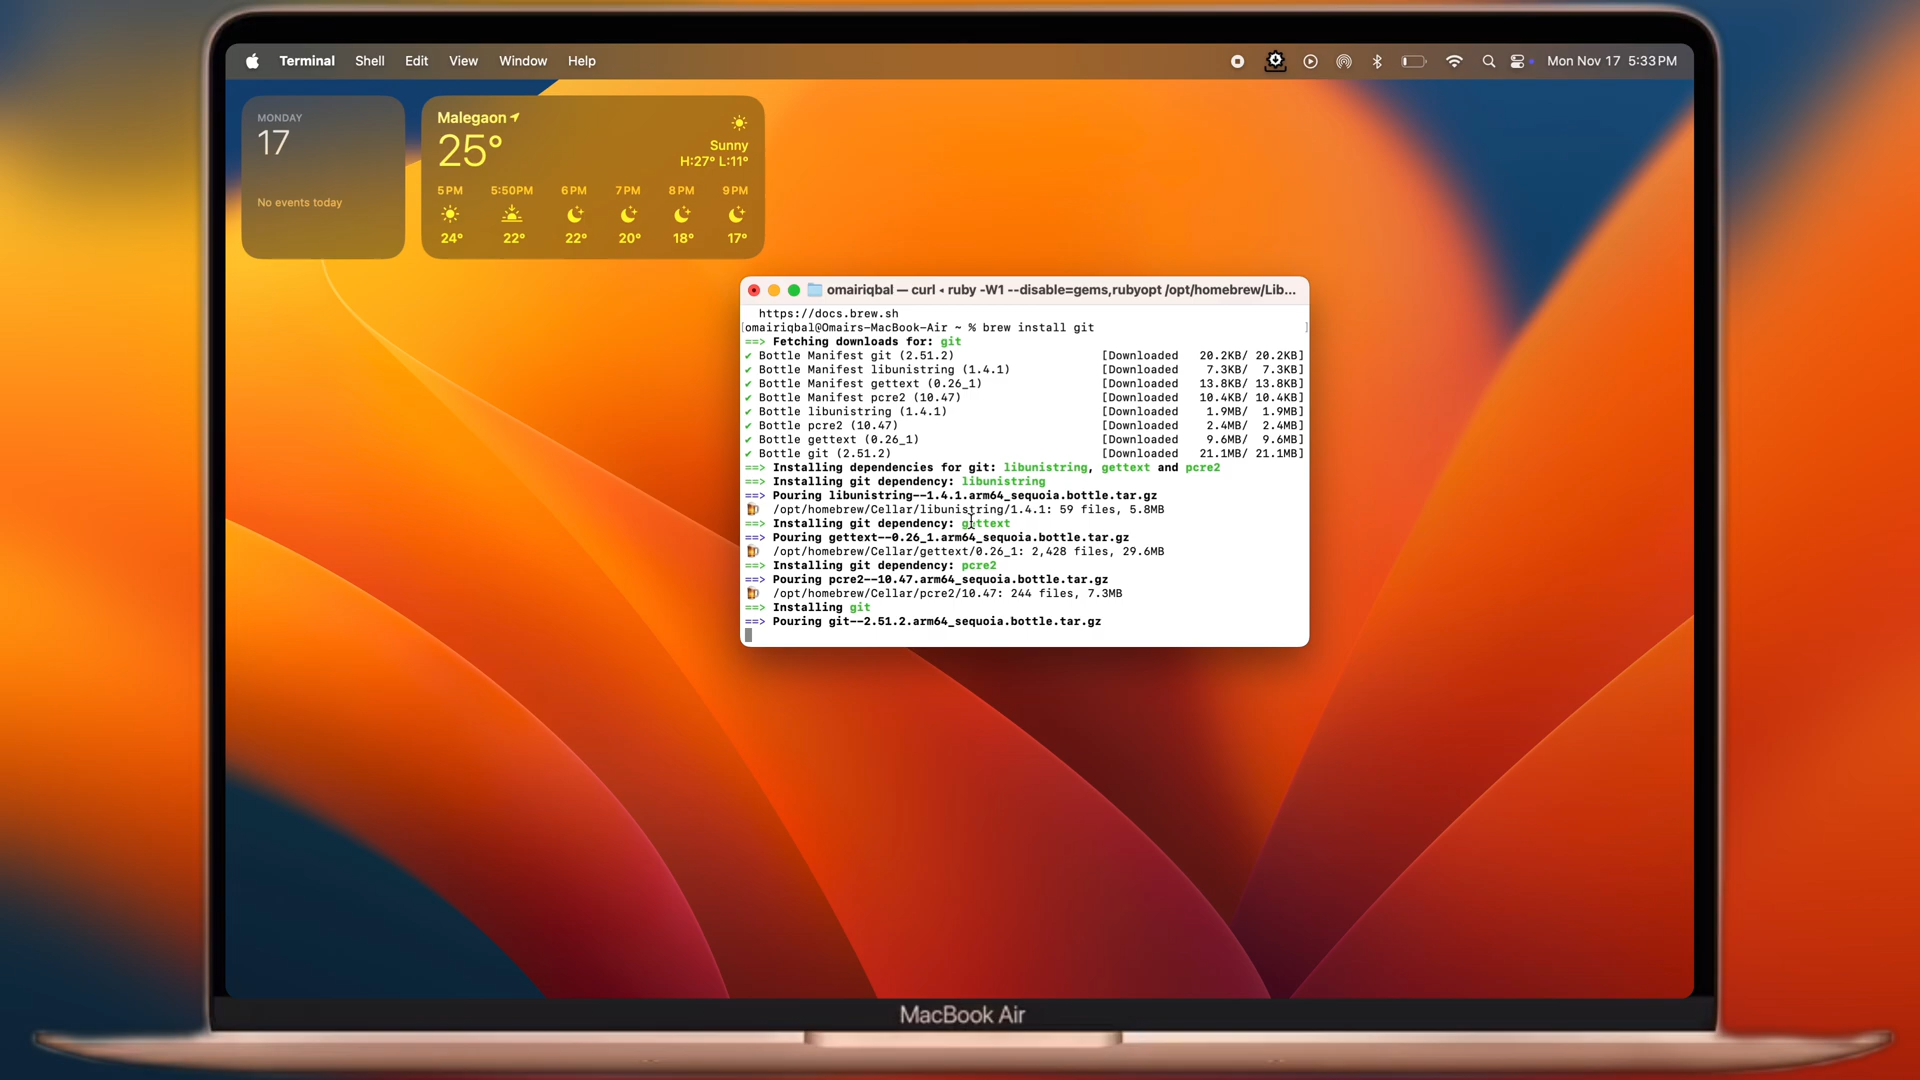 Terminal Shell Edit View Window Help
Mon Nov 17 5:33 PM
MONDAY
17
No events today
Malegaon
25°
Sunny
H:27° L:11°
5 PM 5:50PM 6 PM 7 PM 8 PM 9 PM
24° 22° 22° 20° 18° 17°
omairiqbal — curl ◂ ruby -W1 --disable=gems,rubyopt /opt/homebrew/Lib...
https://docs.brew.sh
[omairiqbal@Omairs-MacBook-Air ~ % brew install git ]
==> Fetching downloads for: git
✔ Bottle Manifest git (2.51.2) [Downloaded 20.2KB/ 20.2KB]
✔ Bottle Manifest libunistring (1.4.1) [Downloaded 7.3KB/ 7.3KB]
✔ Bottle Manifest gettext (0.26_1) [Downloaded 13.8KB/ 13.8KB]
✔ Bottle Manifest pcre2 (10.47) [Downloaded 10.4KB/ 10.4KB]
✔ Bottle libunistring (1.4.1) [Downloaded 1.9MB/ 1.9MB]
✔ Bottle pcre2 (10.47) [Downloaded 2.4MB/ 2.4MB]
✔ Bottle gettext (0.26_1) [Downloaded 9.6MB/ 9.6MB]
✔ Bottle git (2.51.2) [Downloaded 21.1MB/ 21.1MB]
==> Installing dependencies for git: libunistring, gettext and pcre2
==> Installing git dependency: libunistring
==> Pouring libunistring--1.4.1.arm64_sequoia.bottle.tar.gz
🍺 /opt/homebrew/Cellar/libunistring/1.4.1: 59 files, 5.8MB
==> Installing git dependency: gettext
==> Pouring gettext--0.26_1.arm64_sequoia.bottle.tar.gz
🍺 /opt/homebrew/Cellar/gettext/0.26_1: 2,428 files, 29.6MB
==> Installing git dependency: pcre2
==> Pouring pcre2--10.47.arm64_sequoia.bottle.tar.gz
🍺 /opt/homebrew/Cellar/pcre2/10.47: 244 files, 7.3MB
==> Installing git
==> Pouring git--2.51.2.arm64_sequoia.bottle.tar.gz
MacBook Air